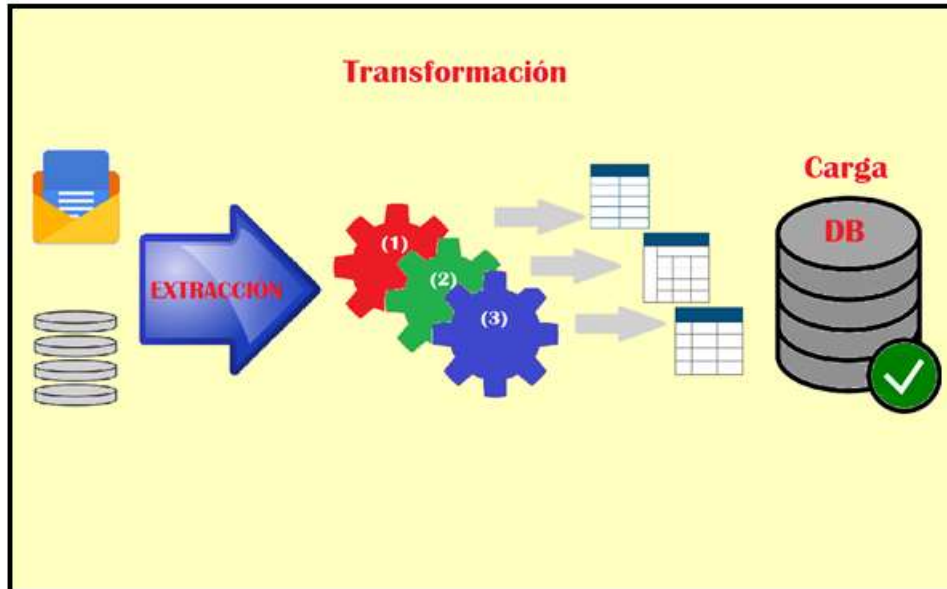 Transformación
Carga
DB
EXTRACCION
(1)
(2)
(3)